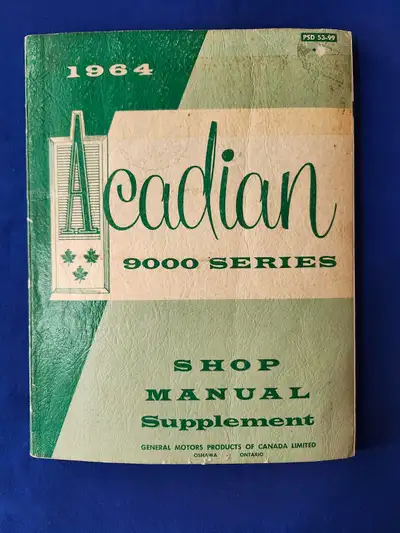 PSD 53-99
1964
Acadian
9000 SERIES
SHOP
MANUAL
Supplement
GENERAL MOTORS PRODUCTS OF CANADA LIMITED
OSHAWA ONTARIO